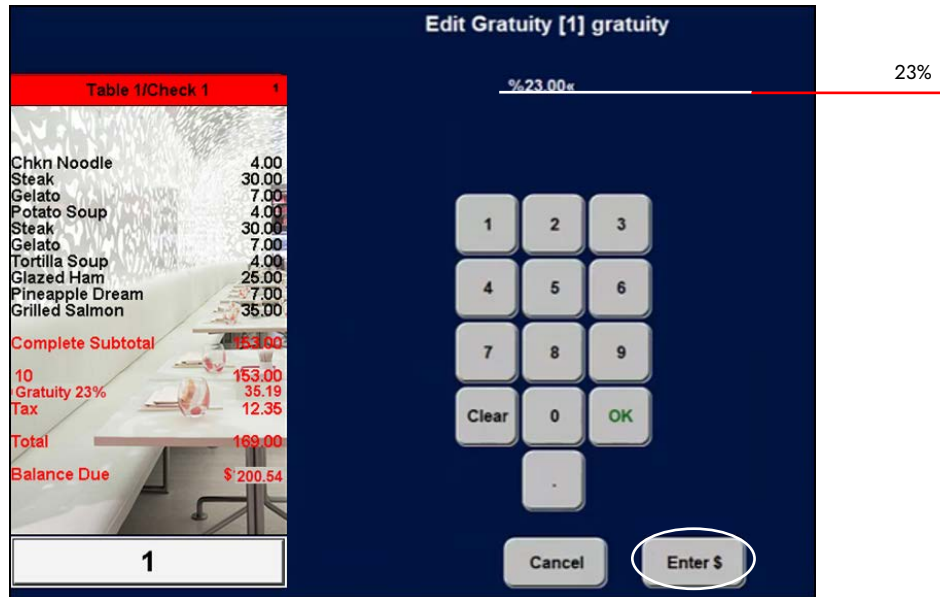 Edit Gratuity [1] gratuity
23%
%23.00«
Table 1/Check 1 1
Chkn Noodle 4.00
Steak 30.00
Gelato 7.00
Potato Soup 4.00
Steak 30.00
Gelato 7.00
Tortilla Soup 4.00
Glazed Ham 25.00
Pineapple Dream 7.00
Grilled Salmon 35.00
Complete Subtotal 153.00
10 153.00
Gratuity 23% 35.19
Tax 12.35
Total 169.00
Balance Due $200.54
1
1 2 3
4 5 6
7 8 9
Clear 0 OK
.
Cancel Enter $